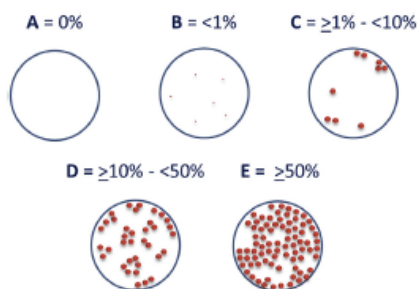 A = 0%
B = <1%
C = ≥1% - <10%
D = ≥10% - <50%
E = ≥50%